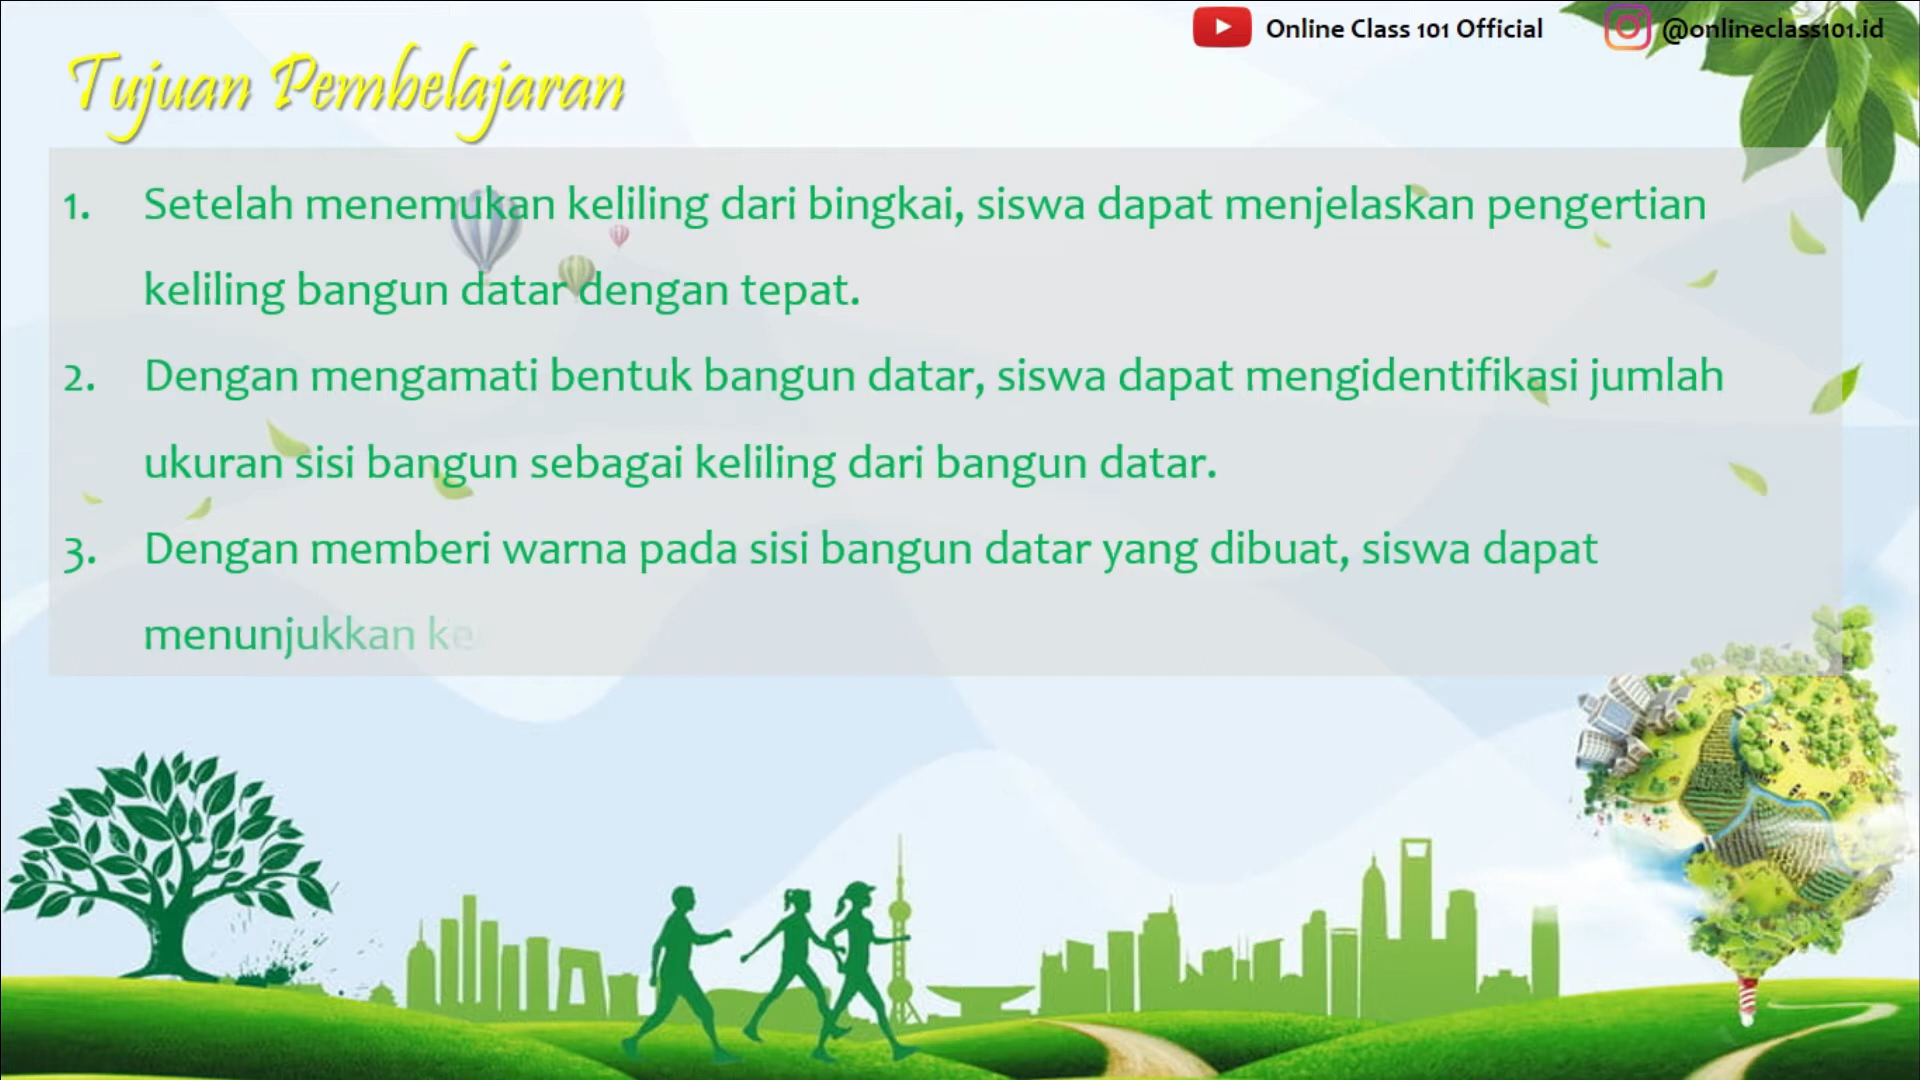 Online Class 101 Official @onlineclass101.id
Tujuan Pembelajaran
1. Setelah menemukan keliling dari bingkai, siswa dapat menjelaskan pengertian
keliling bangun datar dengan tepat.
2. Dengan mengamati bentuk bangun datar, siswa dapat mengidentifikasi jumlah
ukuran sisi bangun sebagai keliling dari bangun datar.
3. Dengan memberi warna pada sisi bangun datar yang dibuat, siswa dapat
menunjukkan